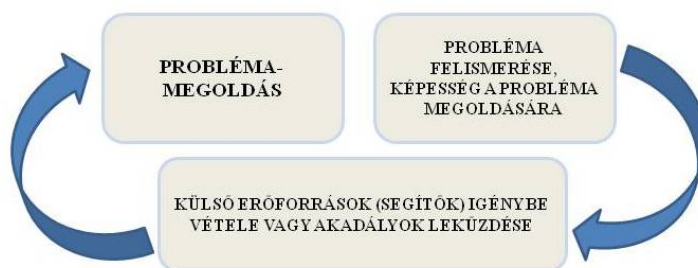 PROBLÉMA-
MEGOLDÁS
PROBLÉMA
FELISMERÉSE,
KÉPESSÉG A PROBLÉMA
MEGOLDÁSÁRA
KÜLSŐ ERŐFORRÁSOK (SEGÍTŐK) IGÉNYBE
VÉTELE VAGY AKADÁLYOK LEKÜZDÉSE